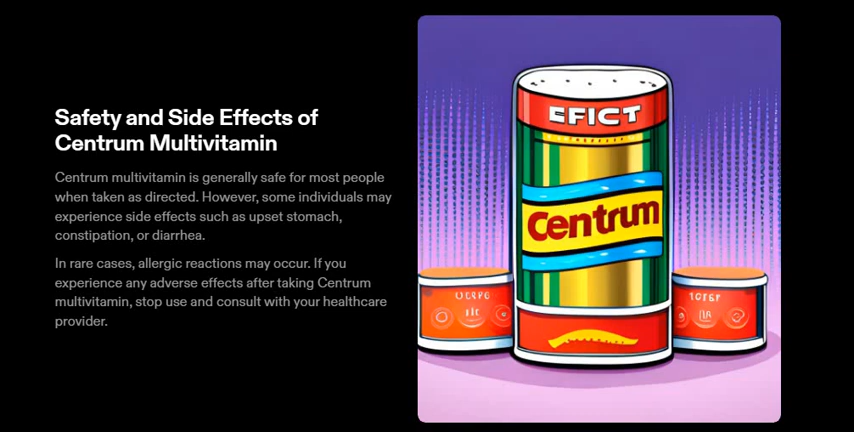 Safety and Side Effects of
Centrum Multivitamin
Centrum multivitamin is generally safe for most people
when taken as directed. However, some individuals may
experience side effects such as upset stomach,
constipation, or diarrhea.
In rare cases, allergic reactions may occur. If you
experience any adverse effects after taking Centrum
multivitamin, stop use and consult with your healthcare
provider.
EFICT
Centrum